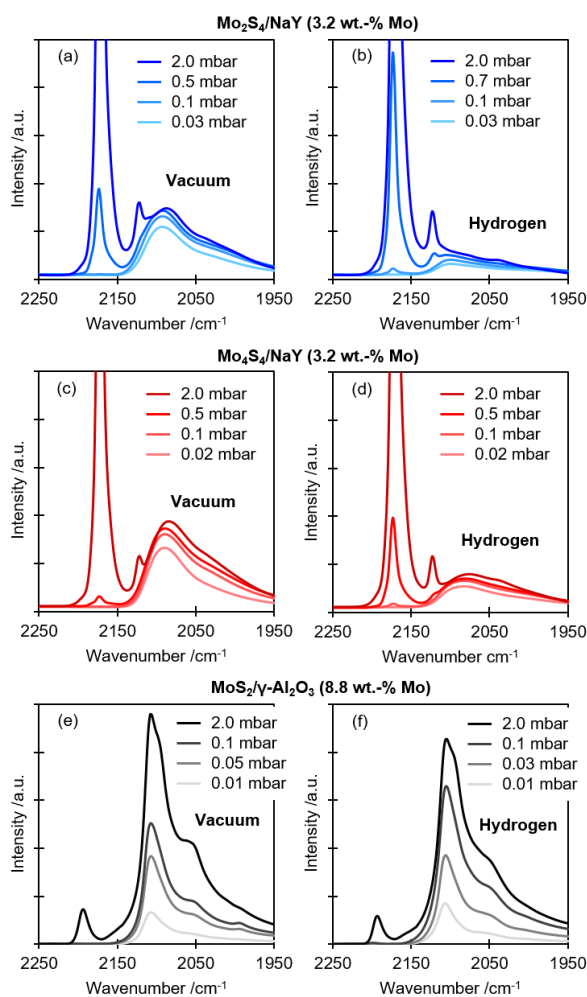 Mo₂S₄/NaY (3.2 wt.-% Mo)
(a)
2.0 mbar
0.5 mbar
0.1 mbar
0.03 mbar
Vacuum
Intensity /a.u.
2250 2150 2050 1950
Wavenumber /cm⁻¹
(b)
2.0 mbar
0.7 mbar
0.1 mbar
0.03 mbar
Hydrogen
Intensity /a.u.
2250 2150 2050 1950
Wavenumber /cm⁻¹
Mo₄S₄/NaY (3.2 wt.-% Mo)
(c)
2.0 mbar
0.5 mbar
0.1 mbar
0.02 mbar
Vacuum
Intensity /a.u.
2250 2150 2050 1950
Wavenumber /cm⁻¹
(d)
2.0 mbar
0.5 mbar
0.1 mbar
0.02 mbar
Hydrogen
Intensity /a.u.
2250 2150 2050 1950
Wavenumber cm⁻¹
MoS₂/γ-Al₂O₃ (8.8 wt.-% Mo)
(e)
2.0 mbar
0.1 mbar
0.05 mbar
0.01 mbar
Vacuum
Intensity /a.u.
2250 2150 2050 1950
Wavenumber /cm⁻¹
(f)
2.0 mbar
0.1 mbar
0.03 mbar
0.01 mbar
Hydrogen
Intensity /a.u.
2250 2150 2050 1950
Wavenumber /cm⁻¹